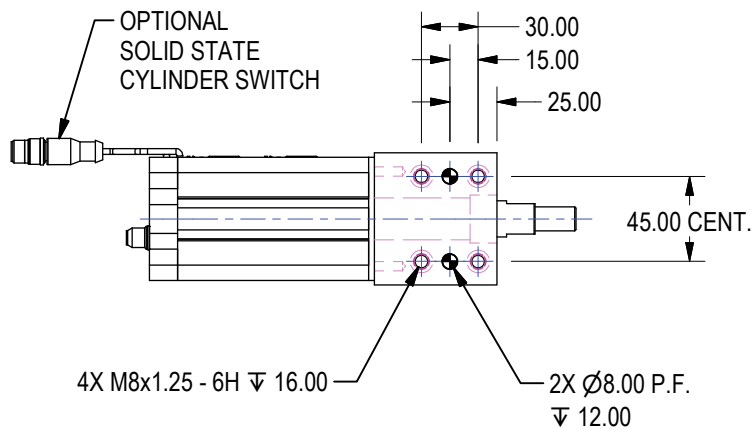 OPTIONAL
SOLID STATE
CYLINDER SWITCH
30.00
15.00
25.00
45.00 CENT.
4X M8x1.25 - 6H ↧ 16.00
2X Ø8.00 P.F.
↧ 12.00